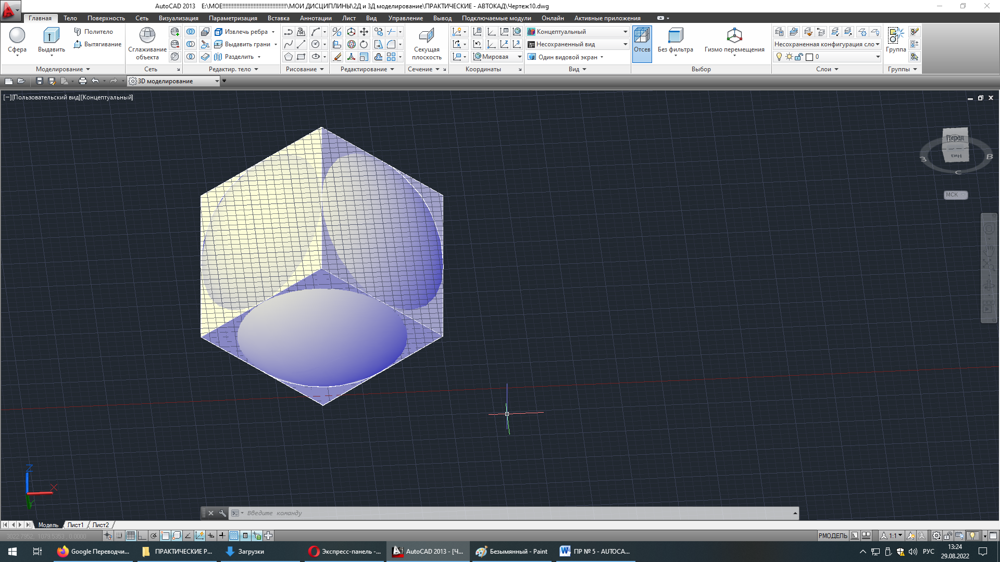 AutoCAD 2013 E:\МОЕ!!!!!!!!!!!!!!!!!!!!!!!!!!!!!!!!!!!!!!!!\МОИ ДИСЦИПЛИНЫ\2Д и 3Д моделирование\ПРАКТИЧЕСКИЕ - АВТОКАД\Чертеж10.dwg
Главная Тело Поверхность Сеть Визуализация Параметризация Вставка Аннотации Лист Вид Управление Вывод Подключаемые модули Онлайн Активные приложения
Политело Извлечь ребра Концептуальный
Вытягивание Выдавить грани Несохраненный вид Несохраненная конфигурация сло
Сфера Выдавить Сглаживание объекта Секущая плоскость Отсев Без фильтра Гизмо перемещения Группа
Разделить Мировая Один видовой экран 0
Моделирование Сеть Редактир. тело Рисование Редактирование Сечение Координаты Вид Выбор Слои Группы
3D моделирование
[−][Пользовательский вид][Концептуальный]
Перед
Низ
З
В
С
МСК
Z
X
Y
Введите команду
Модель Лист1 Лист2
3022.7952, 1079.5353, 0.0000 РМОДЕЛЬ 1:1
Google Переводчи... ПРАКТИЧЕСКИЕ Р... Загрузки Экспресс-панель -... AutoCAD 2013 - [Ч... Безымянный - Paint ПР № 5 - AUTOCA... РУС 13:24
29.08.2022